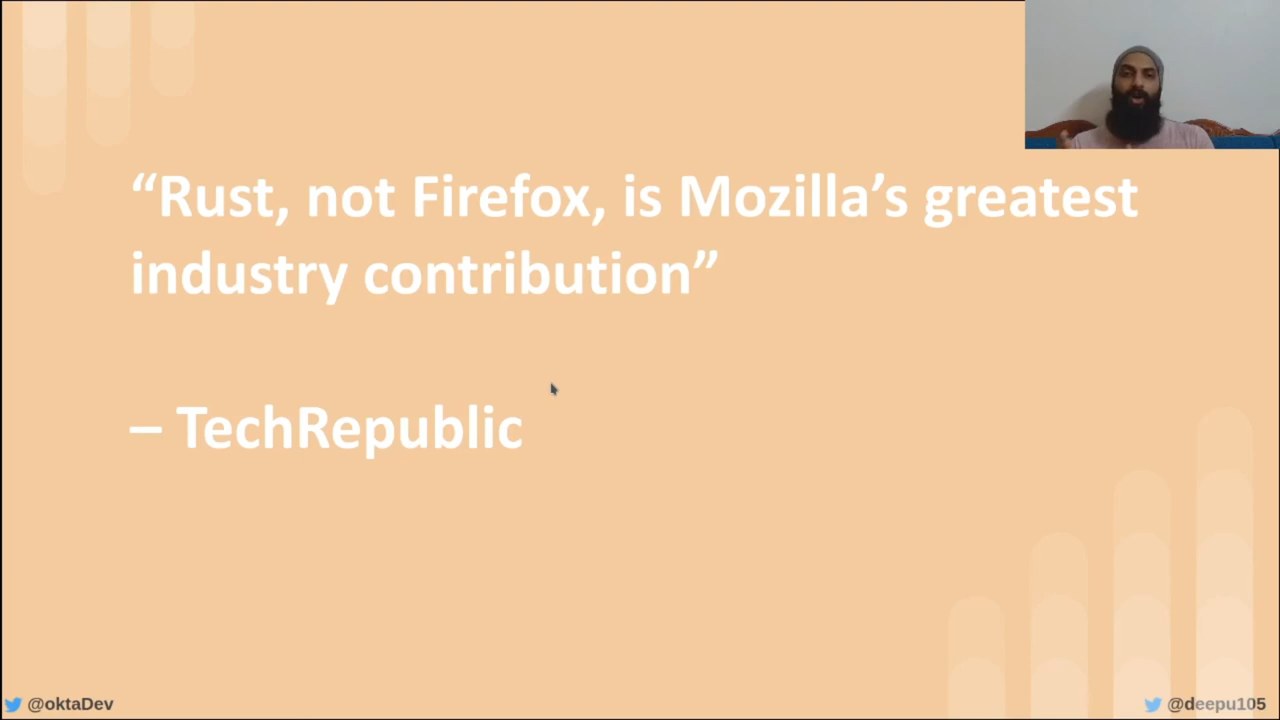 “Rust, not Firefox, is Mozilla’s greatest
industry contribution”
– TechRepublic
@oktaDev
@deepu105